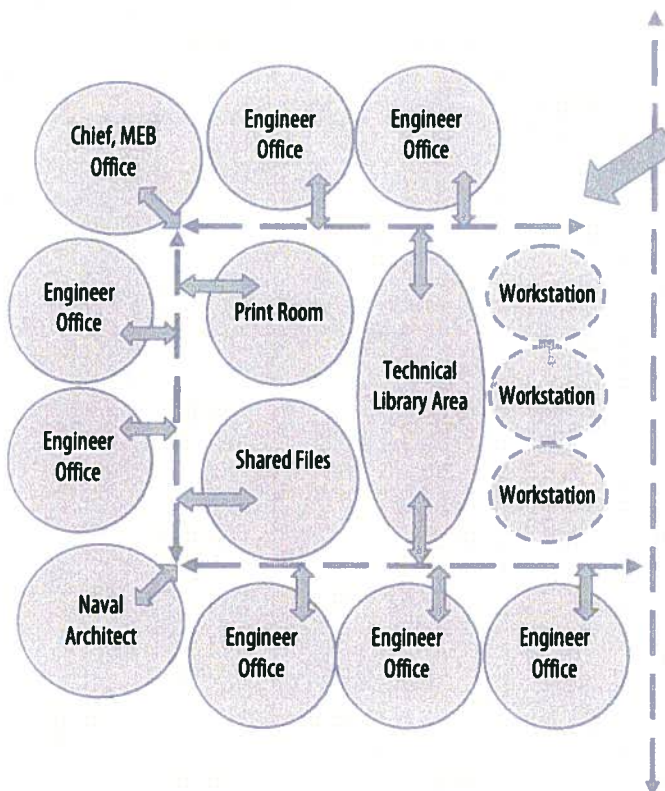 Chief, MEB
Office
Engineer
Office
Engineer
Office
Engineer
Office
Print Room
Workstation
Technical
Library Area
Workstation
Engineer
Office
Shared Files
Workstation
Naval
Architect
Engineer
Office
Engineer
Office
Engineer
Office